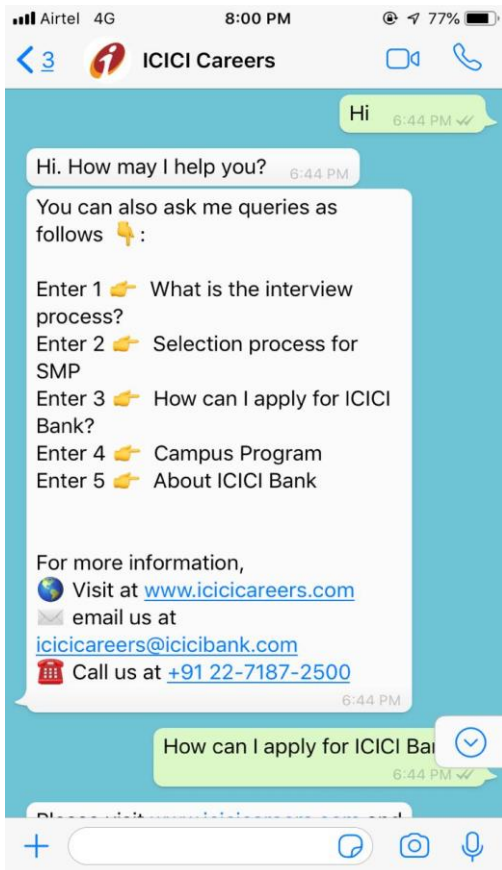 Airtel 4G 8:00 PM 77%
3 ICICI Careers
Hi 6:44 PM
Hi. How may I help you? 6:44 PM
You can also ask me queries as
follows 👇:
Enter 1 👉 What is the interview
process?
Enter 2 👉 Selection process for
SMP
Enter 3 👉 How can I apply for ICICI
Bank?
Enter 4 👉 Campus Program
Enter 5 👉 About ICICI Bank
For more information,
🌎 Visit at www.icicicareers.com
✉️ email us at
icicicareers@icicibank.com
☎️ Call us at +91 22-7187-2500
6:44 PM
How can I apply for ICICI
6:44 PM